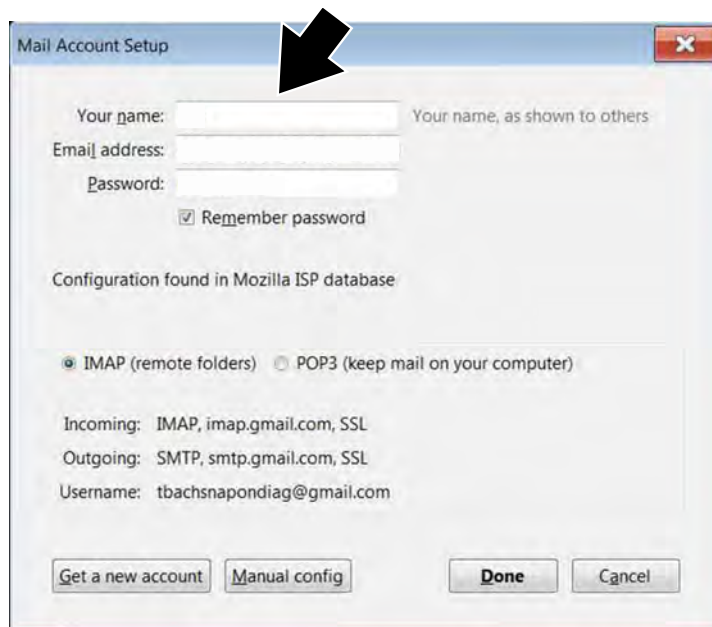 Mail Account Setup
Your name: Your name, as shown to others
Email address:
Password:
Remember password
Configuration found in Mozilla ISP database
IMAP (remote folders) POP3 (keep mail on your computer)
Incoming: IMAP, imap.gmail.com, SSL
Outgoing: SMTP, smtp.gmail.com, SSL
Username: tbachsnapondiag@gmail.com
Get a new account Manual config Done Cancel